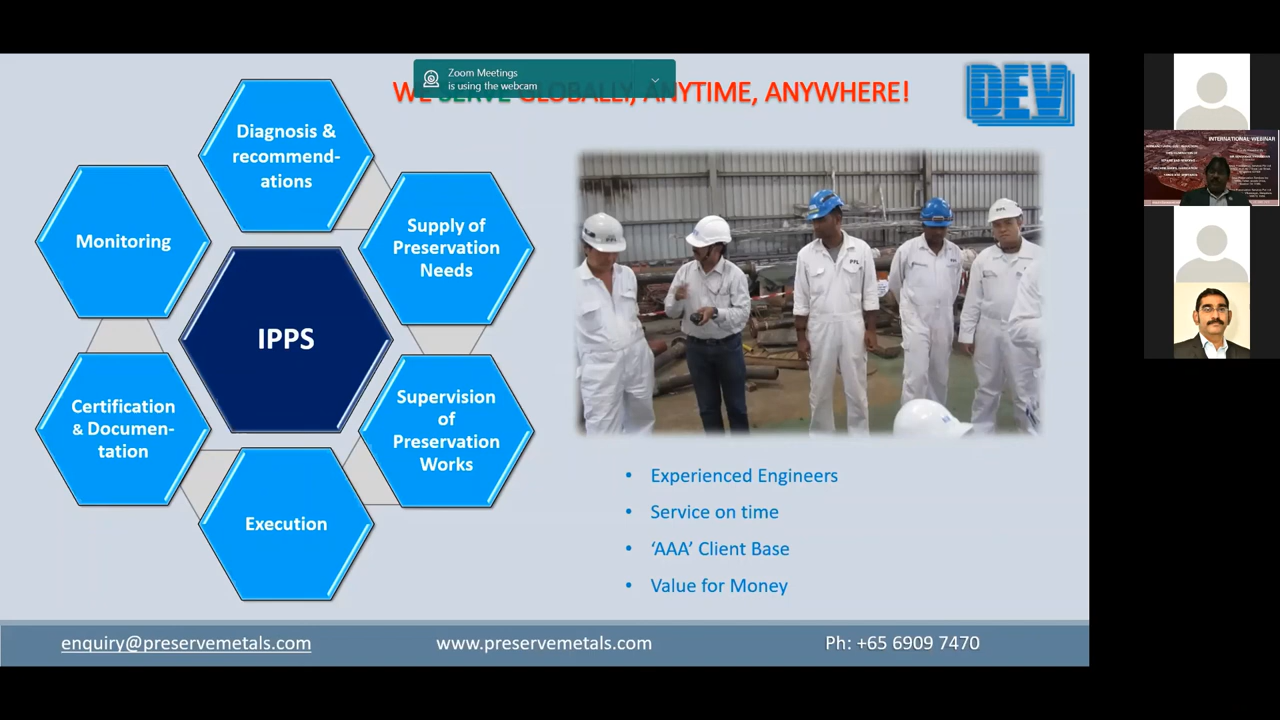 WE SERVE GLOBALLY, ANYTIME, ANYWHERE!
Zoom Meetings
is using the webcam
DEV
Diagnosis &
recommend-
ations
Supply of
Preservation
Needs
Monitoring
IPPS
Certification
& Documen-
tation
Supervision
of
Preservation
Works
Execution
PPL
• Experienced Engineers
• Service on time
• ‘AAA’ Client Base
• Value for Money
enquiry@preservemetals.com
www.preservemetals.com
Ph: +65 6909 7470
INTERNATIONAL WEBINAR